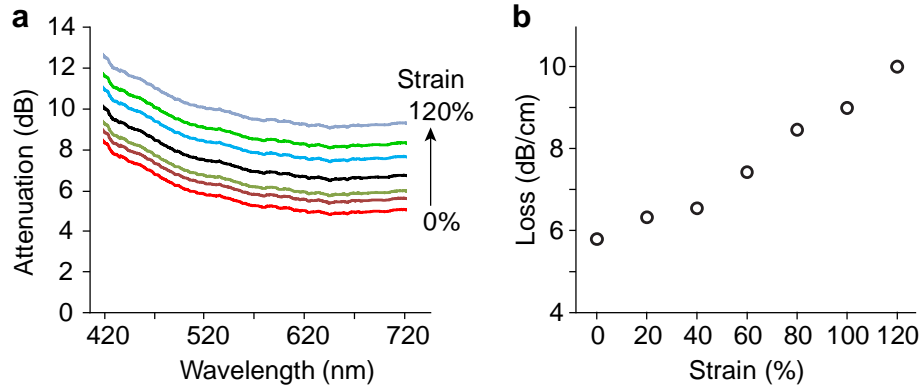 a
14
12
10
8
6
4
2
0
Attenuation (dB)
Strain
120%
0%
420 520 620 720
Wavelength (nm)
b
10
8
6
4
Loss (dB/cm)
0 20 40 60 80 100 120
Strain (%)